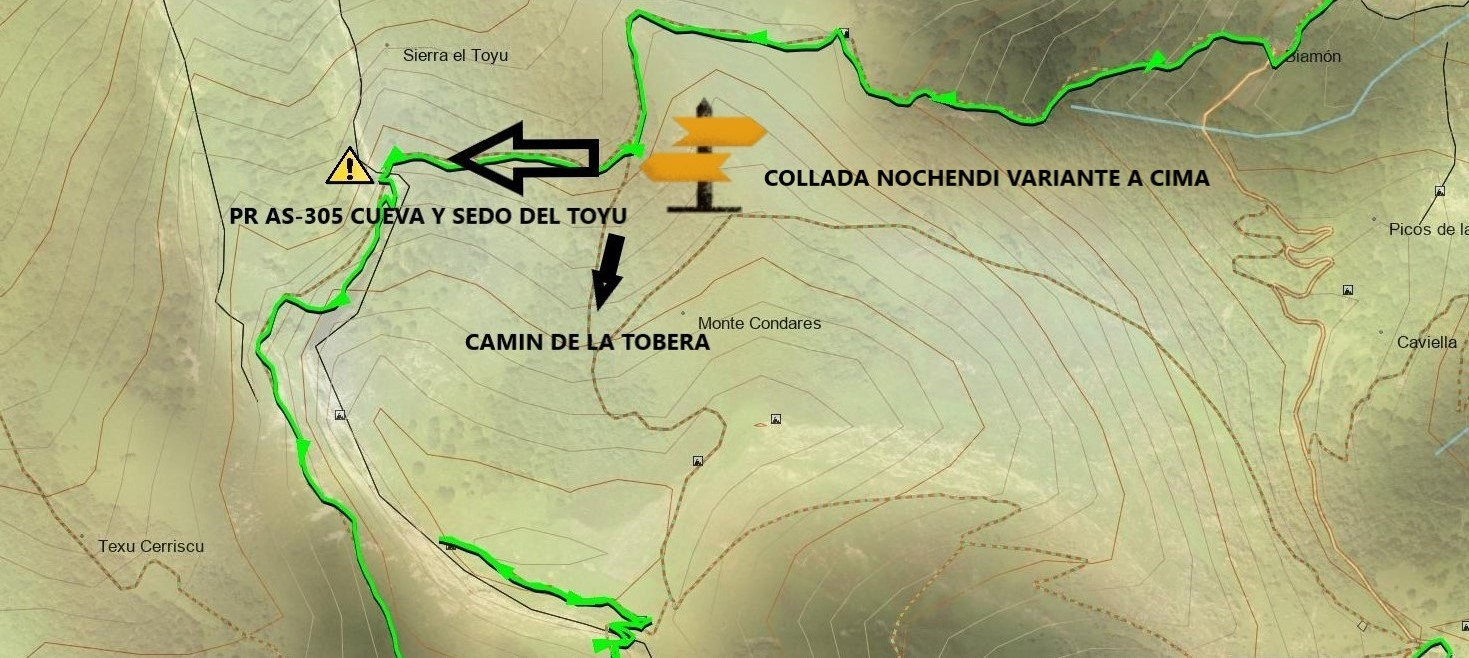 Sierra el Toyu
Siamón
COLLADA NOCHENDI VARIANTE A CIMA
PR AS-305 CUEVA Y SEDO DEL TOYU
Picos de la
Monte Condares
CAMIN DE LA TOBERA
Caviella
Texu Cerriscu